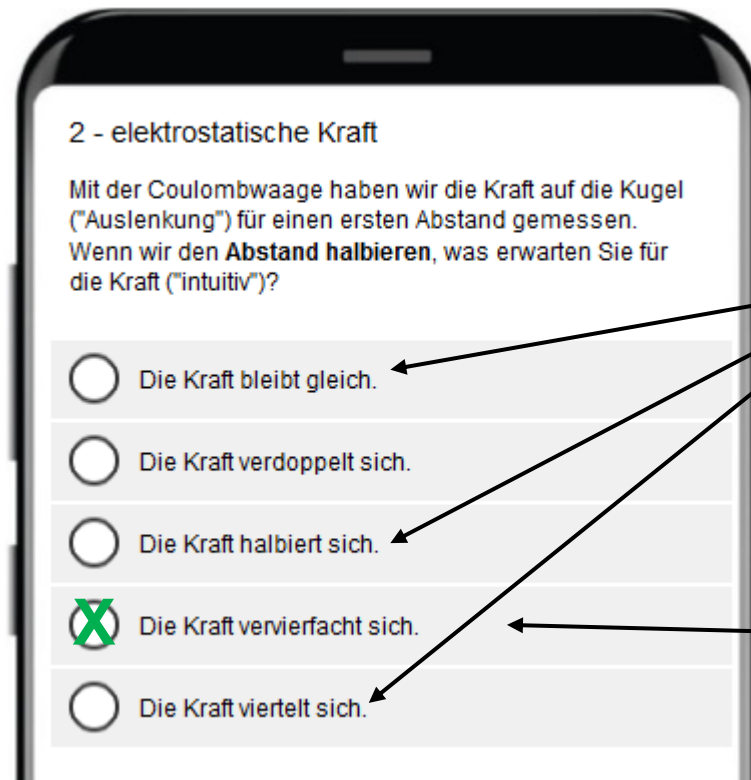 2 - elektrostatische Kraft
Mit der Coulombwaage haben wir die Kraft auf die Kugel
("Auslenkung") für einen ersten Abstand gemessen.
Wenn wir den Abstand halbieren, was erwarten Sie für
die Kraft ("intuitiv")?
Die Kraft bleibt gleich.
Die Kraft verdoppelt sich.
Die Kraft halbiert sich.
X Die Kraft vervierfacht sich.
Die Kraft viertelt sich.